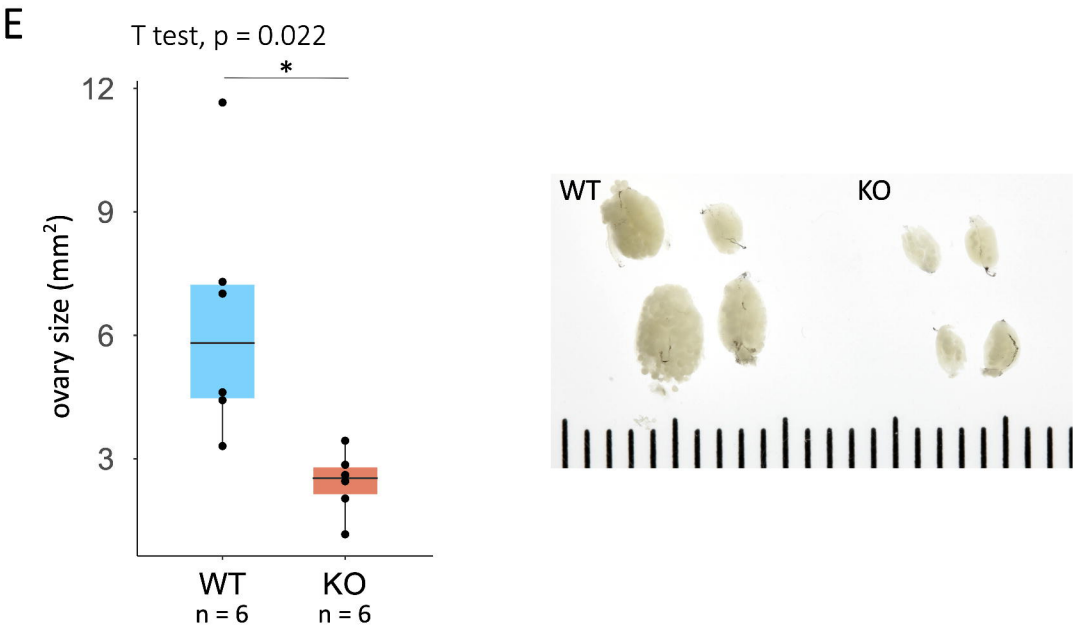 E
T test, p = 0.022
*
12
9
6
3
ovary size (mm²)
WT
KO
n = 6
n = 6
WT
KO